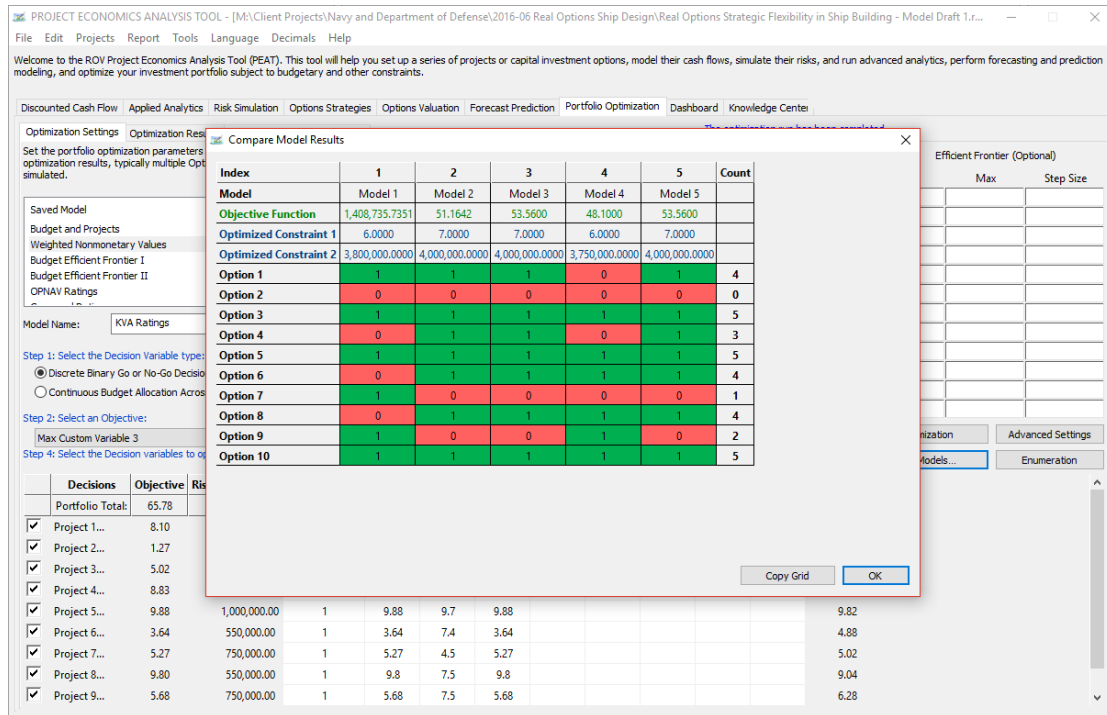 PROJECT ECONOMICS ANALYSIS TOOL - [M:\Client Projects\Navy and Department of Defense\2016-06 Real Options Ship Design\Real Options Strategic Flexibility in Ship Building - Model Draft 1.r...
File Edit Projects Report Tools Language Decimals Help
Welcome to the ROV Project Economics Analysis Tool (PEAT). This tool will help you set up a series of projects or capital investment options, model their cash flows, simulate their risks, and run advanced analytics, perform forecasting and prediction
modeling, and optimize your investment portfolio subject to budgetary and other constraints.
Discounted Cash Flow Applied Analytics Risk Simulation Options Strategies Options Valuation Forecast Prediction Portfolio Optimization Dashboard Knowledge Center
Optimization Settings Optimization Resu
Set the portfolio optimization parameters
optimization results, typically multiple Opt
simulated.
Saved Model
Budget and Projects
Weighted Nonmonetary Values
Budget Efficient Frontier I
Budget Efficient Frontier II
OPNAV Ratings
Model Name: KVA Ratings
Step 1: Select the Decision Variable type:
Discrete Binary Go or No-Go Decisio
Continuous Budget Allocation Acros
Step 2: Select an Objective:
Max Custom Variable 3
Step 4: Select the Decision variables to op
Compare Model Results
Index 1 2 3 4 5 Count
Model Model 1 Model 2 Model 3 Model 4 Model 5
Objective Function 1,408,735.7351 51.1642 53.5600 48.1000 53.5600
Optimized Constraint 1 6.0000 7.0000 7.0000 6.0000 7.0000
Optimized Constraint 2 3,800,000.0000 4,000,000.0000 4,000,000.0000 3,750,000.0000 4,000,000.0000
Option 1 1 1 1 0 1 4
Option 2 0 0 0 0 0 0
Option 3 1 1 1 1 1 5
Option 4 0 1 1 0 1 3
Option 5 1 1 1 1 1 5
Option 6 0 1 1 1 1 4
Option 7 1 0 0 0 0 1
Option 8 0 1 1 1 1 4
Option 9 1 0 0 1 0 2
Option 10 1 1 1 1 1 5
Copy Grid OK
Efficient Frontier (Optional)
Max Step Size
nization Advanced Settings
Models... Enumeration
Decisions Objective Ris
Portfolio Total: 65.78
Project 1... 8.10
Project 2... 1.27
Project 3... 5.02
Project 4... 8.83
Project 5... 9.88 1,000,000.00 1 9.88 9.7 9.88 9.82
Project 6... 3.64 550,000.00 1 3.64 7.4 3.64 4.88
Project 7... 5.27 750,000.00 1 5.27 4.5 5.27 5.02
Project 8... 9.80 550,000.00 1 9.8 7.5 9.8 9.04
Project 9... 5.68 750,000.00 1 5.68 7.5 5.68 6.28